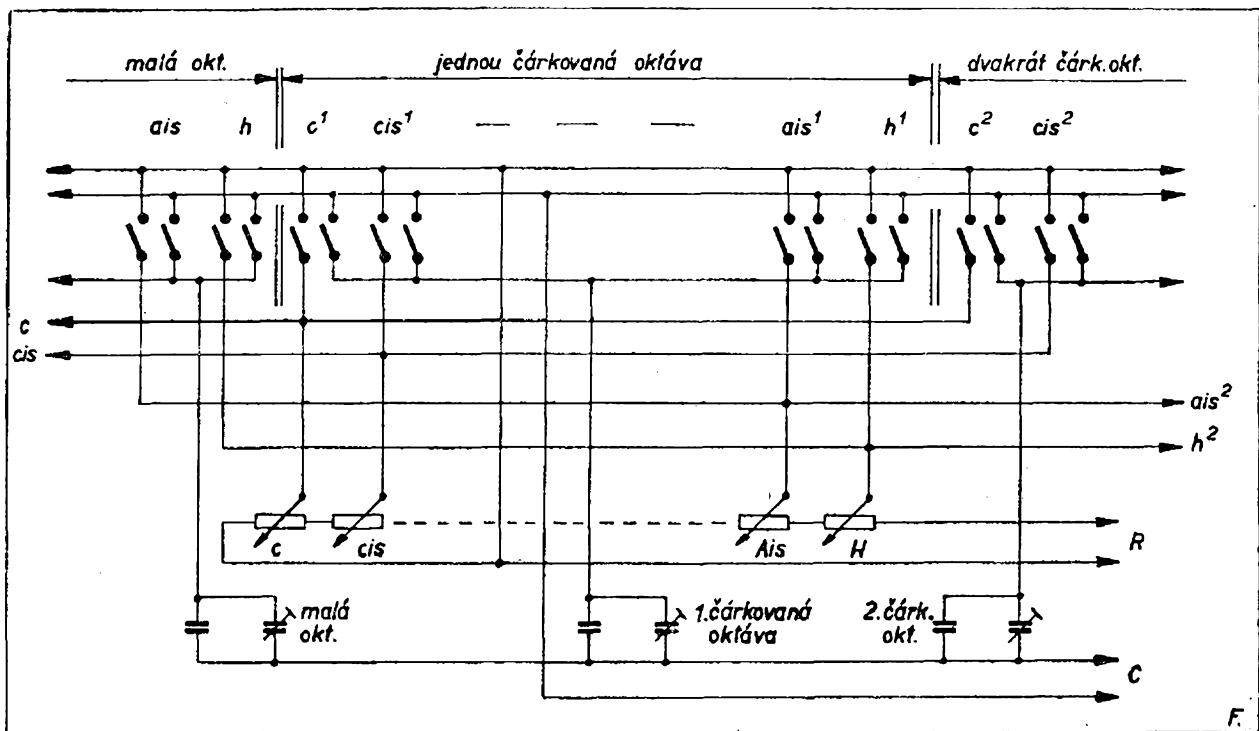 malá okt.
jednou čárkovaná oktáva
dvakrát čárk. okt.
ais h c¹ cis¹ — — — ais¹ h¹ c² cis²
c
cis
ais²
h²
c cis Ais H R
malá
okt.
1. čárkovaná
oktáva
2. čárk.
okt.
C
F.